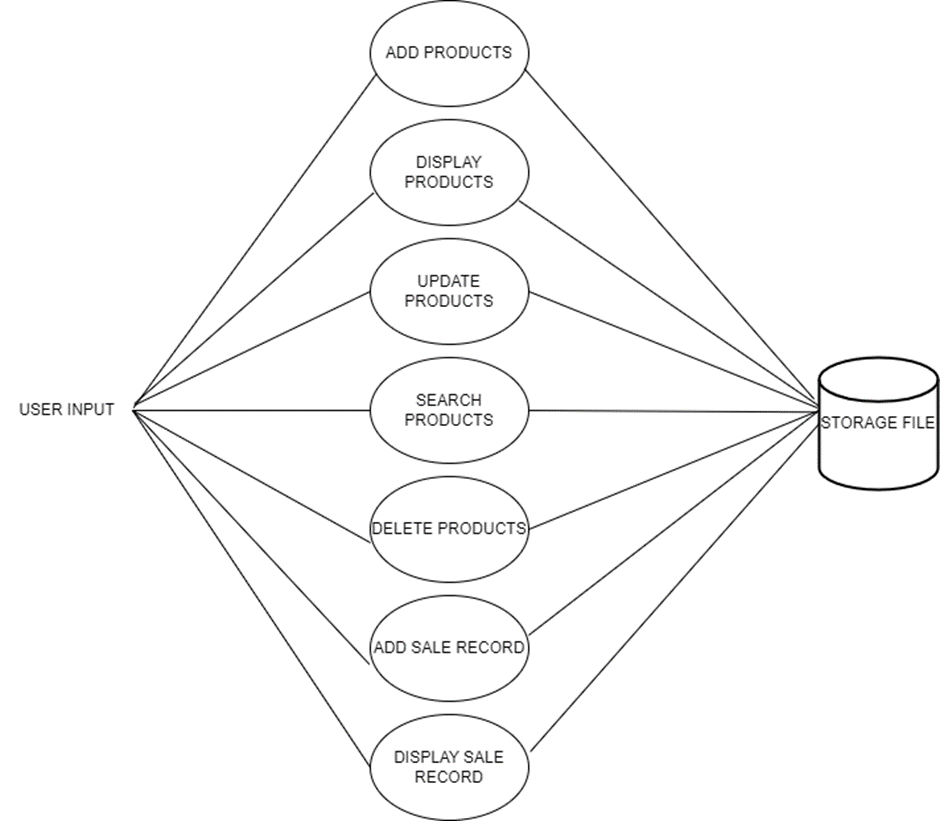 ADD PRODUCTS
DISPLAY
PRODUCTS
UPDATE
PRODUCTS
SEARCH
PRODUCTS
USER INPUT
STORAGE FILE
DELETE PRODUCTS
ADD SALE RECORD
DISPLAY SALE
RECORD